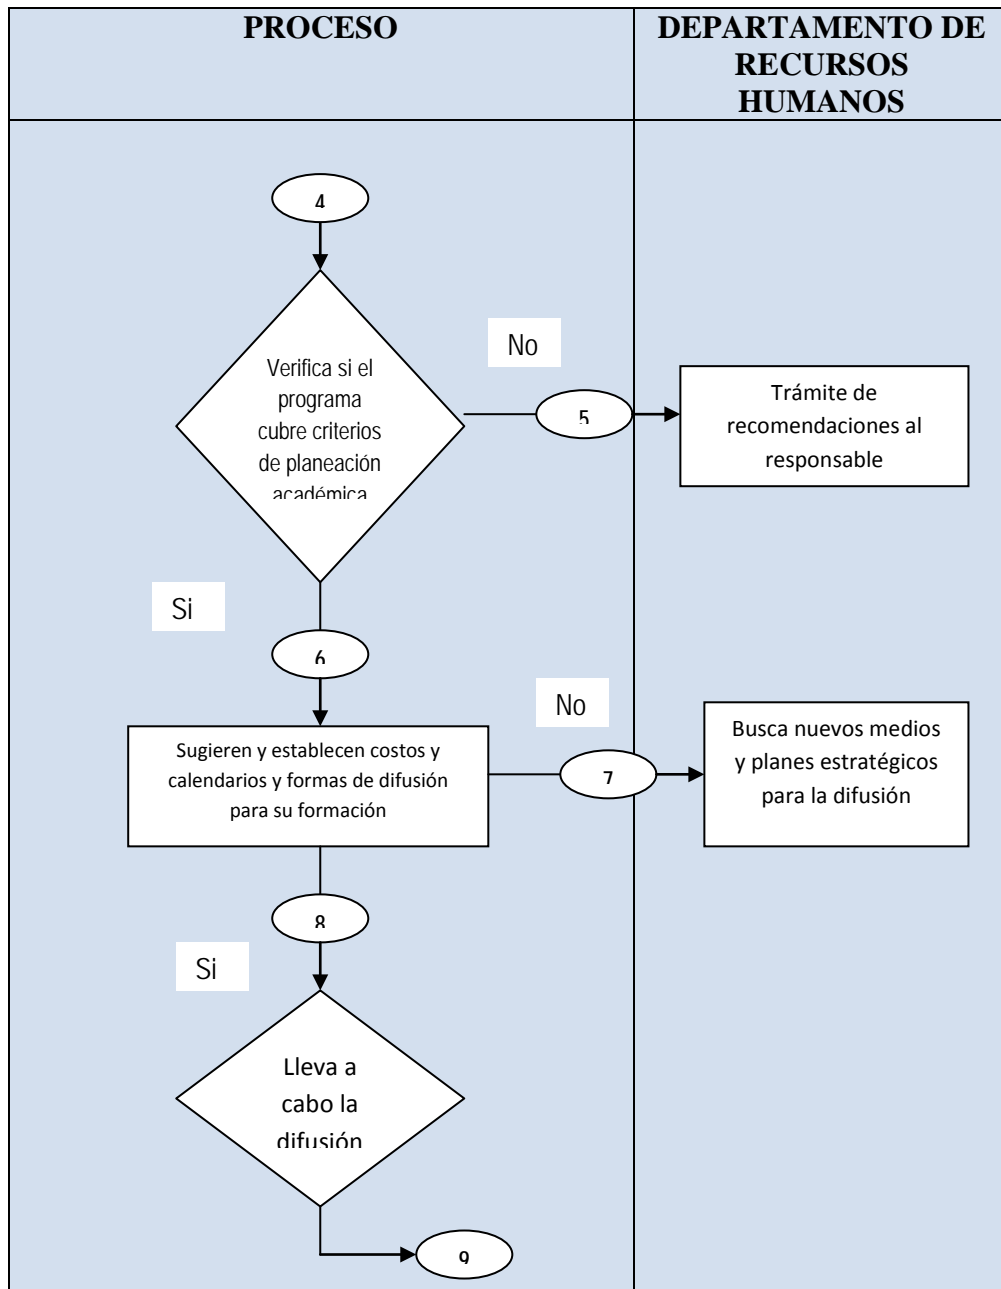 PROCESO
DEPARTAMENTO DE
RECURSOS
HUMANOS
4
No
Verifica si el
programa
cubre criterios
de planeación
académica
5
Trámite de
recomendaciones al
responsable
Si
6
No
Sugieren y establecen costos y
calendarios y formas de difusión
para su formación
7
Busca nuevos medios
y planes estratégicos
para la difusión
8
Si
Lleva a
cabo la
difusión
9